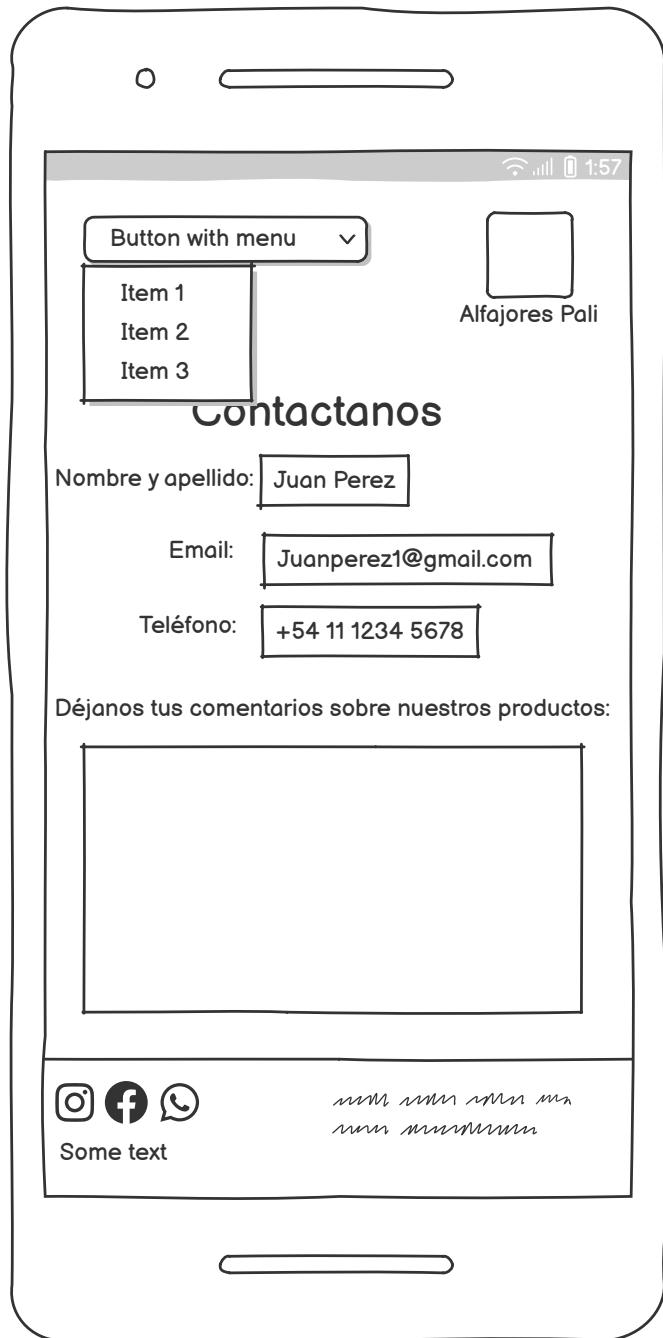 1:57
Button with menu
Item 1
Item 2
Item 3
Alfajores Pali
Contactanos
Nombre y apellido: Juan Perez
Email: Juanperez1@gmail.com
Teléfono: +54 11 1234 5678
Déjanos tus comentarios sobre nuestros productos:
Some text